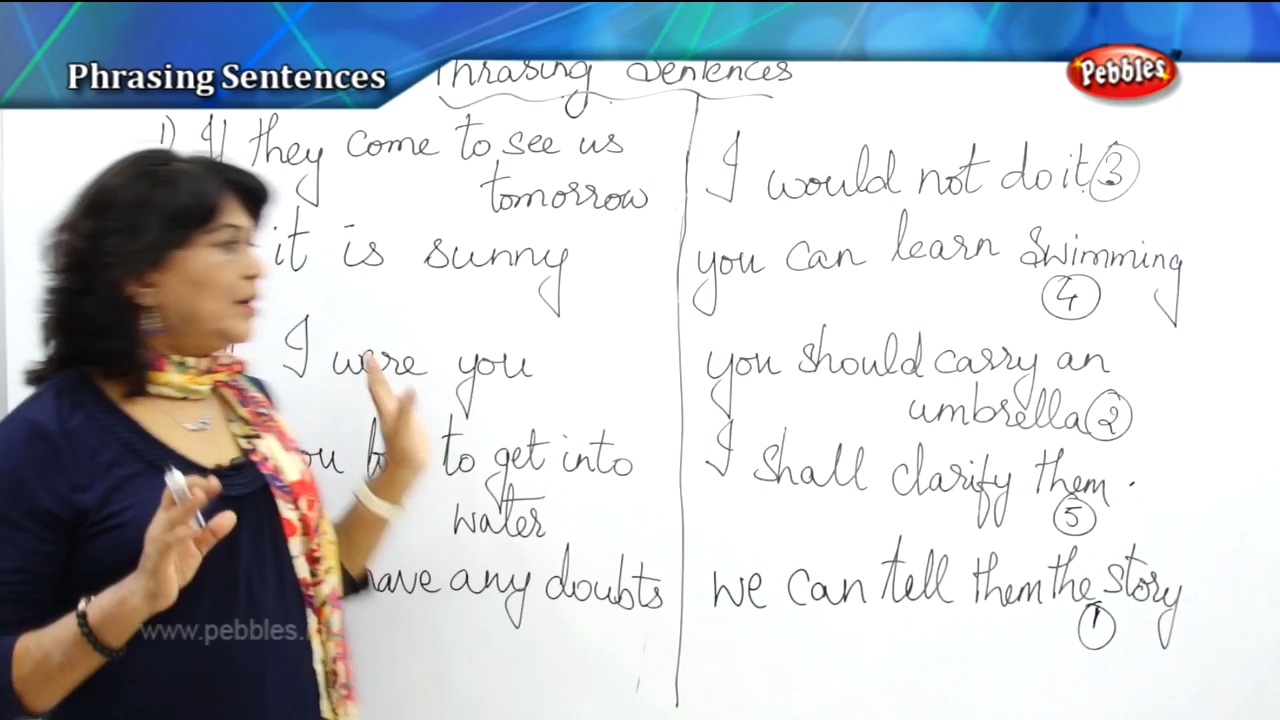 Phrasing Sentences
Pebbles
Phrasing Sentences
1) If they come to see us
tomorrow
it is sunny
I were you
to get into
water
have any doubts
I would not do it 3
you can learn swimming
4
you should carry an
umbrella 2
I shall clarify them.
5
we can tell them the story
1
www.pebbles.